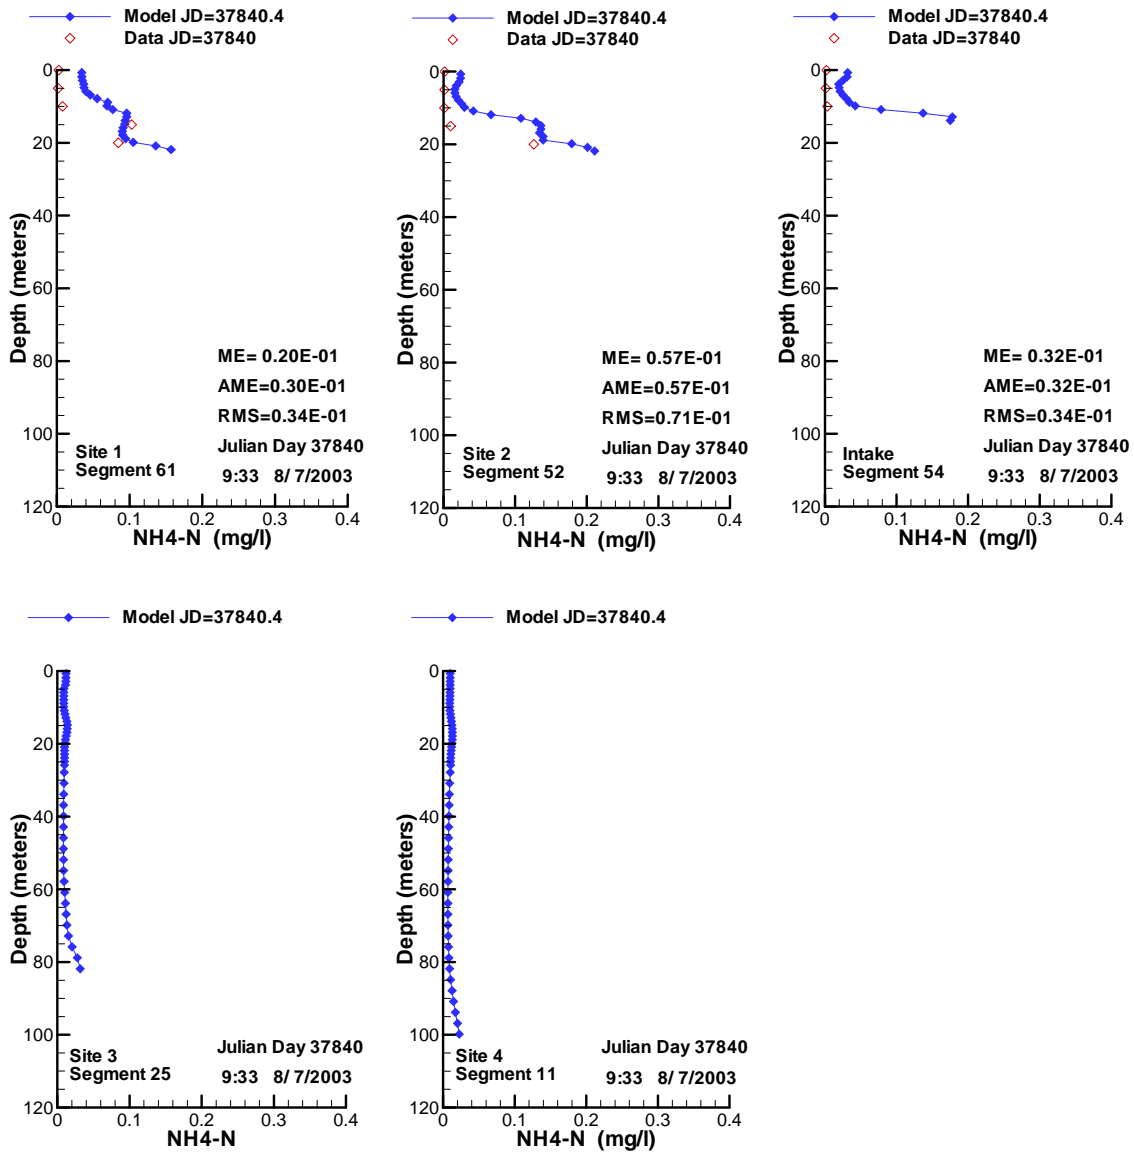 Model JD=37840.4
Data JD=37840
0
20
40
60
80
100
120
Depth (meters)
ME= 0.20E-01
AME=0.30E-01
RMS=0.34E-01
Site 1
Segment 61
Julian Day 37840
9:33 8/ 7/2003
0 0.1 0.2 0.3 0.4
NH4-N (mg/l)
Model JD=37840.4
Data JD=37840
0
20
40
60
80
100
120
Depth (meters)
ME= 0.57E-01
AME=0.57E-01
RMS=0.71E-01
Site 2
Segment 52
Julian Day 37840
9:33 8/ 7/2003
0 0.1 0.2 0.3 0.4
NH4-N (mg/l)
Model JD=37840.4
Data JD=37840
0
20
40
60
80
100
120
Depth (meters)
ME= 0.32E-01
AME=0.32E-01
RMS=0.34E-01
Intake
Segment 54
Julian Day 37840
9:33 8/ 7/2003
0 0.1 0.2 0.3 0.4
NH4-N (mg/l)
Model JD=37840.4
0
20
40
60
80
100
120
Depth (meters)
Site 3
Segment 25
Julian Day 37840
9:33 8/ 7/2003
0 0.1 0.2 0.3 0.4
NH4-N
Model JD=37840.4
0
20
40
60
80
100
120
Depth (meters)
Site 4
Segment 11
Julian Day 37840
9:33 8/ 7/2003
0 0.1 0.2 0.3 0.4
NH4-N (mg/l)